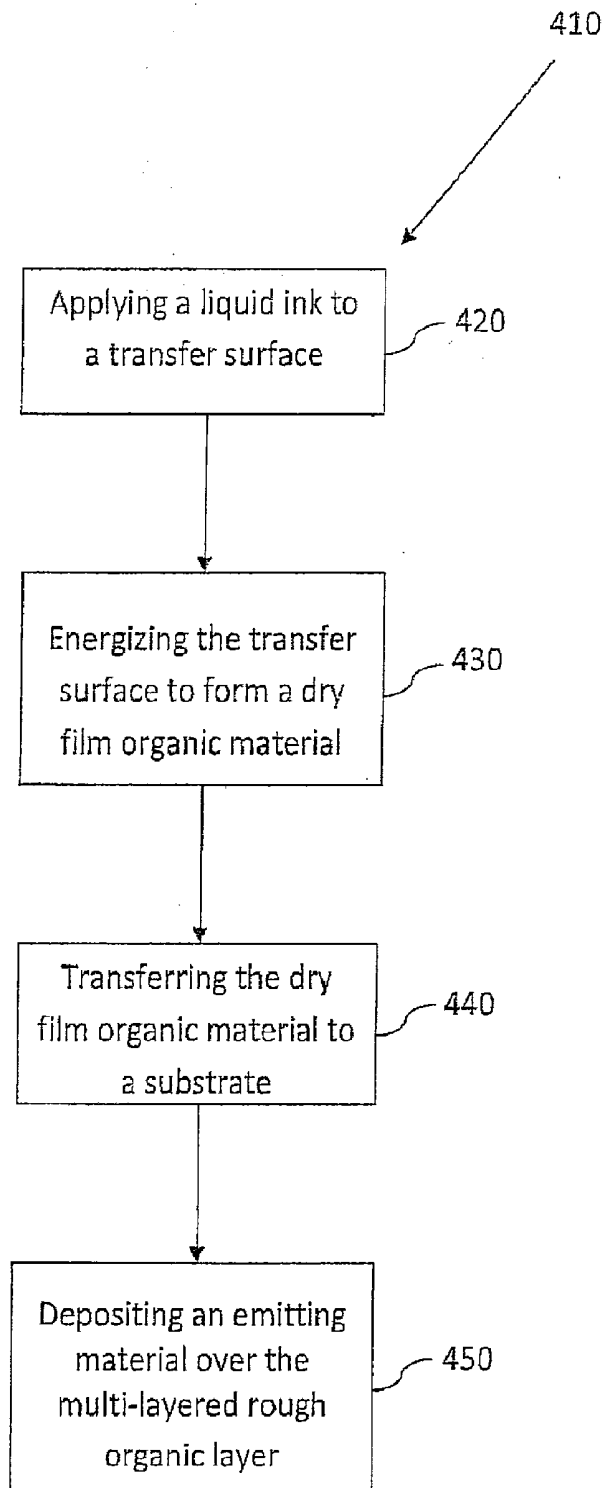 410
Applying a liquid ink to
a transfer surface
420
Energizing the transfer
surface to form a dry
film organic material
430
Transferring the dry
film organic material to
a substrate
440
Depositing an emitting
material over the
multi-layered rough
organic layer
450